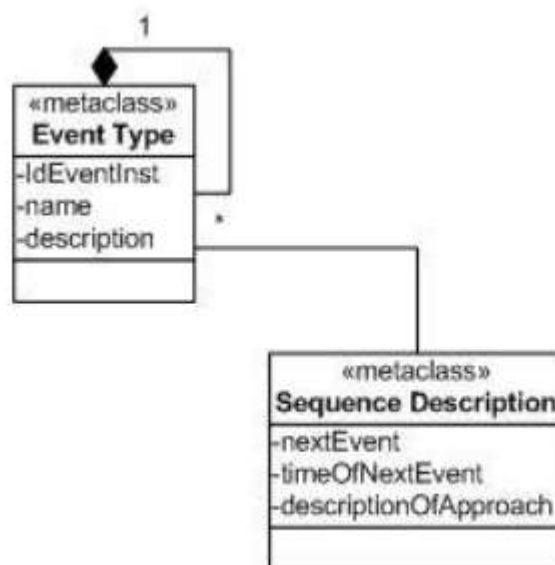 1
«metaclass»
Event Type
-IdEventInst
-name
-description
*
«metaclass»
Sequence Description
-nextEvent
-timeOfNextEvent
-descriptionOfApproach